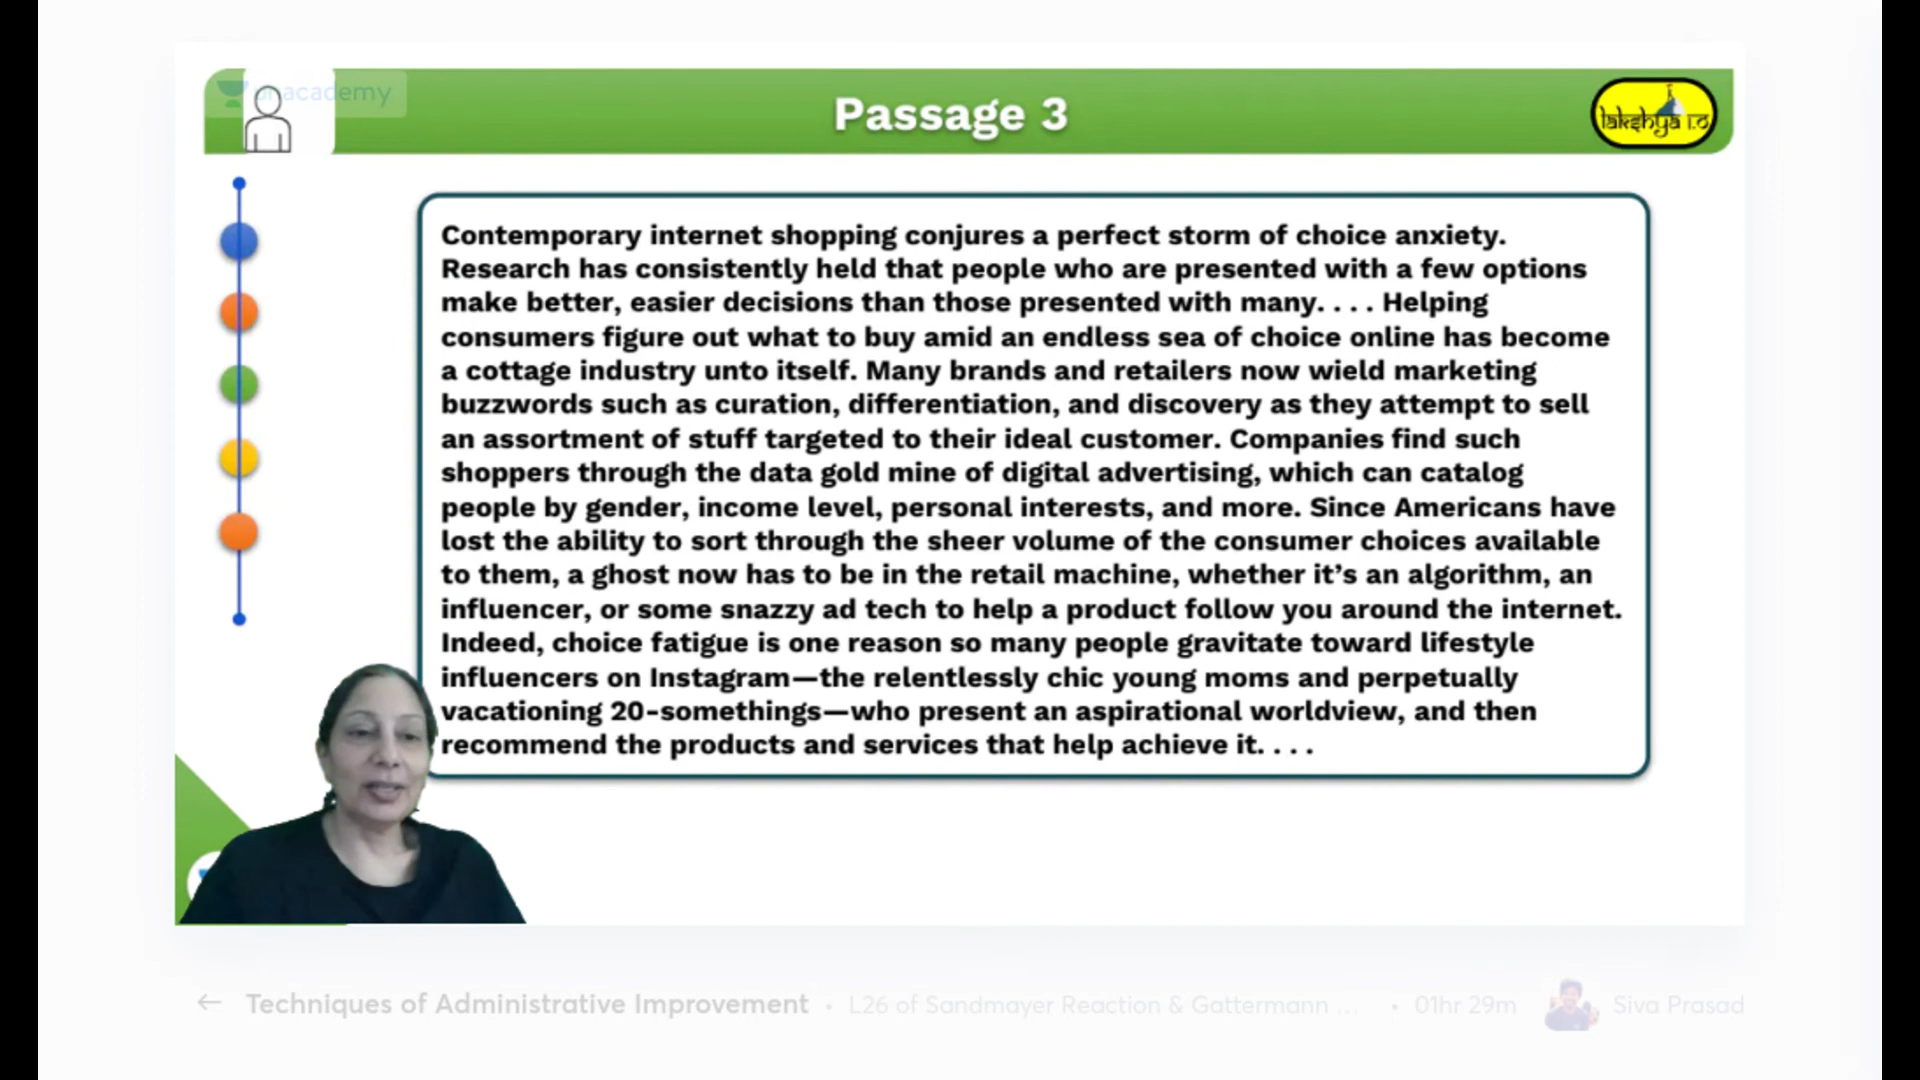 unacademy
Passage 3
lakshya 1.0
Contemporary internet shopping conjures a perfect storm of choice anxiety.
Research has consistently held that people who are presented with a few options
make better, easier decisions than those presented with many. . . . Helping
consumers figure out what to buy amid an endless sea of choice online has become
a cottage industry unto itself. Many brands and retailers now wield marketing
buzzwords such as curation, differentiation, and discovery as they attempt to sell
an assortment of stuff targeted to their ideal customer. Companies find such
shoppers through the data gold mine of digital advertising, which can catalog
people by gender, income level, personal interests, and more. Since Americans have
lost the ability to sort through the sheer volume of the consumer choices available
to them, a ghost now has to be in the retail machine, whether it’s an algorithm, an
influencer, or some snazzy ad tech to help a product follow you around the internet.
Indeed, choice fatigue is one reason so many people gravitate toward lifestyle
influencers on Instagram—the relentlessly chic young moms and perpetually
vacationing 20-somethings—who present an aspirational worldview, and then
recommend the products and services that help achieve it. . . .
Techniques of Administrative Improvement • L26 of Sandmayer Reaction & Gattermann ... • 01hr 29m Siva Prasad